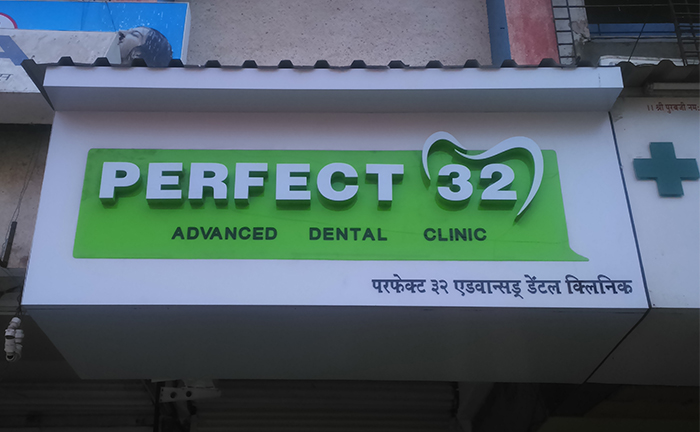 PERFECT 32
ADVANCED DENTAL CLINIC
परफेक्ट ३२ एडवान्सड् डेंटल क्लिनिक